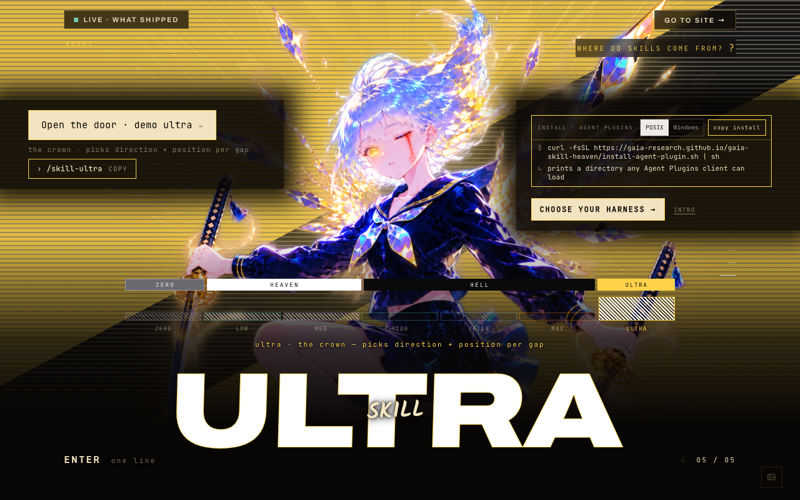 LIVE · WHAT SHIPPED
GO TO SITE →
ABOUT
WHERE DO SKILLS COME FROM? ?
Open the door · demo ultra →
the crown · picks direction + position per gap
› /skill-ultra COPY
INSTALL · AGENT PLUGINS POSIX Windows copy install
$ curl -fsSL https://gaia-research.github.io/gaia-
skill-heaven/install-agent-plugin.sh | sh
↳ prints a directory any Agent Plugins client can
load
CHOOSE YOUR HARNESS → INTRO
ZERO HEAVEN HELL ULTRA
ZERO LOW MED HIGH XHIGH MAX ULTRA
ultra · the crown — picks direction + position per gap
ULTRA
SKILL
ENTER one line
05 / 05